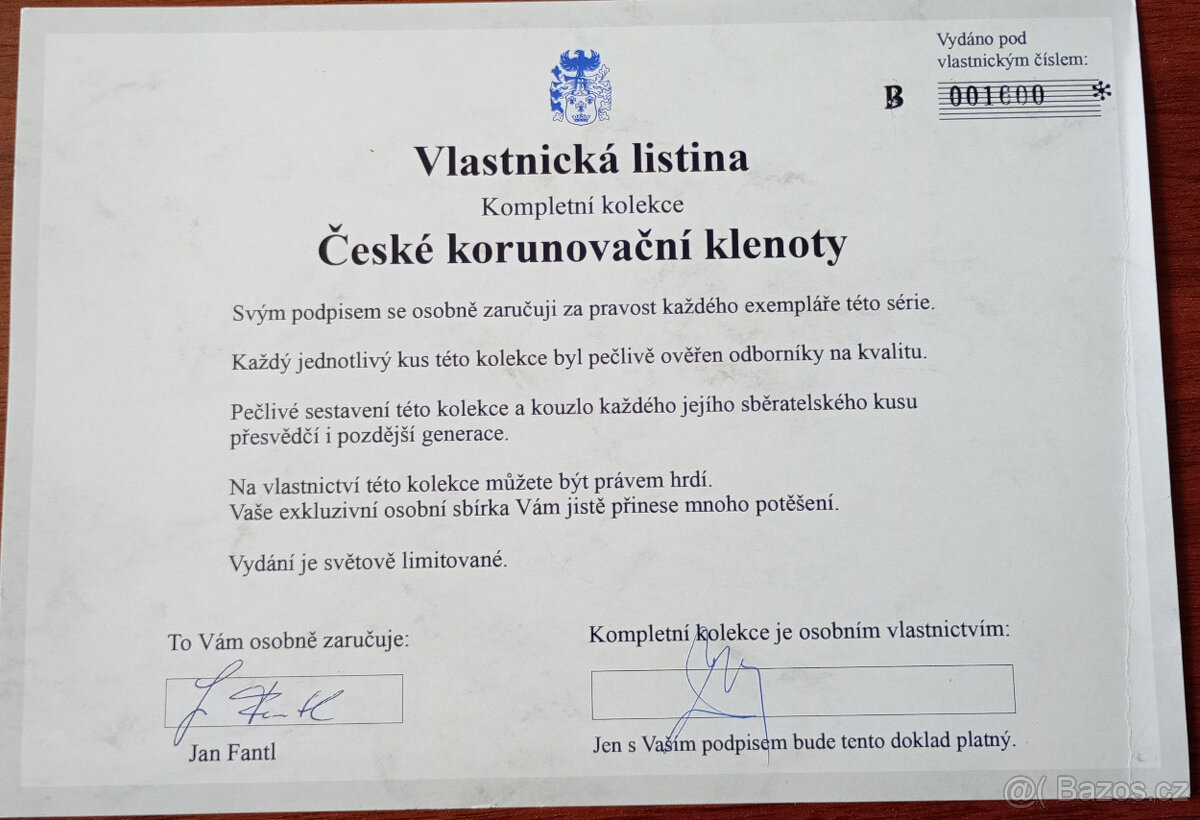 Vydáno pod
vlastnickým číslem:
B 001600 *
Vlastnická listina
Kompletní kolekce
České korunovační klenoty
Svým podpisem se osobně zaručuji za pravost každého exempláře této série.
Každý jednotlivý kus této kolekce byl pečlivě ověřen odborníky na kvalitu.
Pečlivé sestavení této kolekce a kouzlo každého jejího sběratelského kusu
přesvědčí i pozdější generace.
Na vlastnictví této kolekce můžete být právem hrdí.
Vaše exkluzivní osobní sbírka Vám jistě přinese mnoho potěšení.
Vydání je světově limitované.
To Vám osobně zaručuje:
J. Fantl
Jan Fantl
Kompletní kolekce je osobním vlastnictvím:
Jen s Vaším podpisem bude tento doklad platný.
@( Bazos.cz